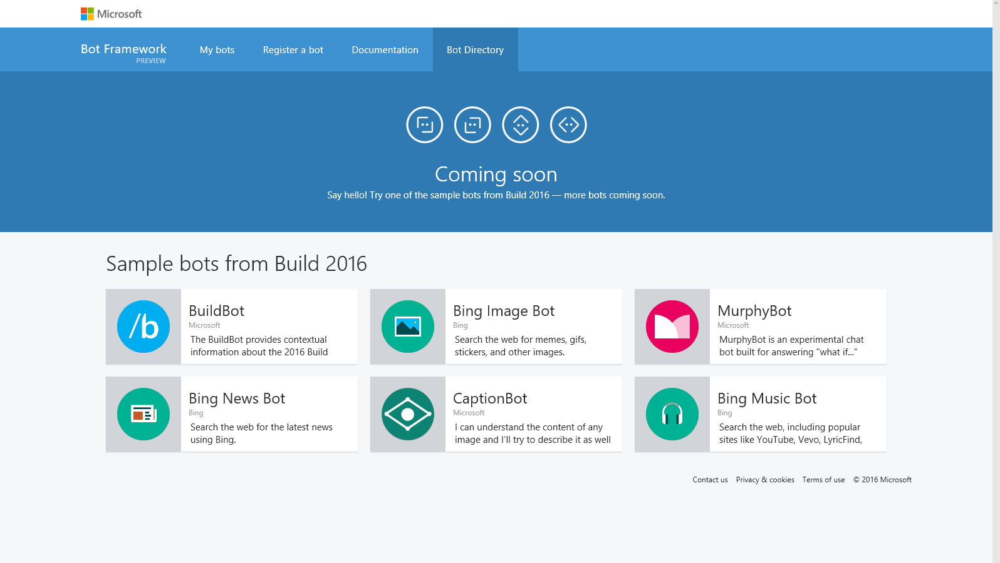 Microsoft
Bot Framework
PREVIEW
My bots
Register a bot
Documentation
Bot Directory
Coming soon
Say hello! Try one of the sample bots from Build 2016 — more bots coming soon.
Sample bots from Build 2016
/b
BuildBot
Microsoft
The BuildBot provides contextual
information about the 2016 Build
Bing Image Bot
Bing
Search the web for memes, gifs,
stickers, and other images.
MurphyBot
Microsoft
MurphyBot is an experimental chat
bot built for answering "what if..."
Bing News Bot
Bing
Search the web for the latest news
using Bing.
CaptionBot
Microsoft
I can understand the content of any
image and I’ll try to describe it as well
Bing Music Bot
Bing
Search the web, including popular
sites like YouTube, Vevo, LyricFind,
Contact us Privacy & cookies Terms of use © 2016 Microsoft